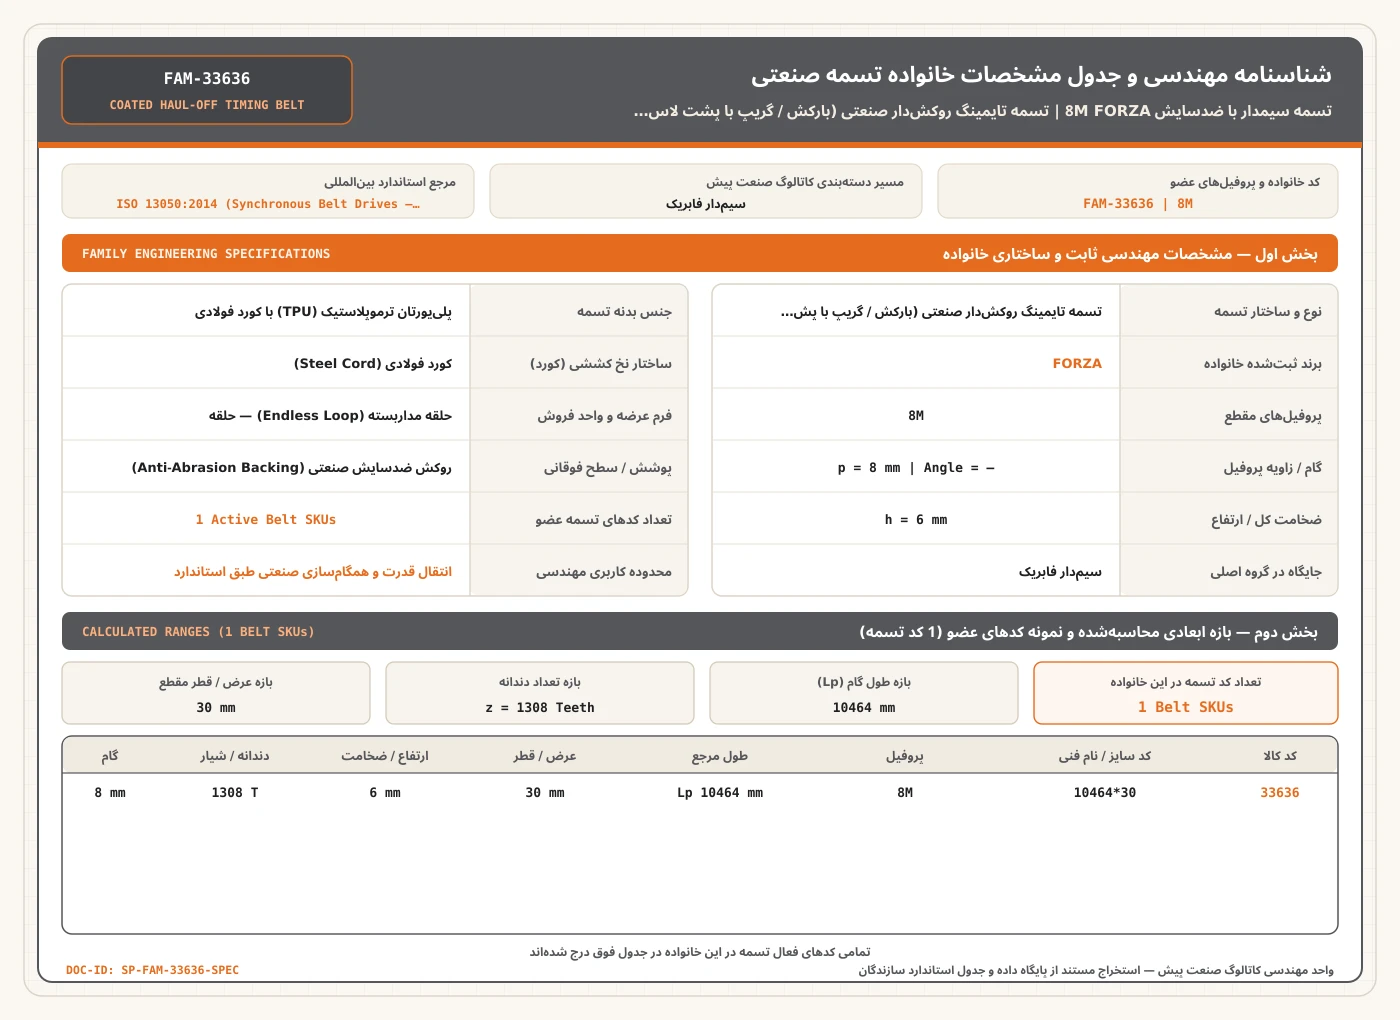 شناسنامه مهندسی و جدول مشخصات خانواده تسمه صنعتی
تسمه سیمدار با ضدسایش 8M FORZA | تسمه تایمینگ روکش‌دار صنعتی (بارکش / گریپ با پشت لاس...
FAM-33636
COATED HAUL-OFF TIMING BELT
کد خانواده و پروفیل‌های عضو
FAM-33636 | 8M
مسیر دسته‌بندی کاتالوگ صنعت پیش
سیم‌دار فابریک
مرجع استاندارد بین‌المللی
ISO 13050:2014 (Synchronous Belt Drives –…
بخش اول — مشخصات مهندسی ثابت و ساختاری خانواده
FAMILY ENGINEERING SPECIFICATIONS
نوع و ساختار تسمه
تسمه تایمینگ روکش‌دار صنعتی (بارکش / گریپ با پش...
برند ثبت‌شده خانواده
FORZA
پروفیل‌های مقطع
8M
گام / زاویه پروفیل
p = 8 mm | Angle = —
ضخامت کل / ارتفاع
h = 6 mm
جایگاه در گروه اصلی
سیم‌دار فابریک
جنس بدنه تسمه
پلی‌یورتان ترموپلاستیک (TPU) با کورد فولادی
ساختار نخ کششی (کورد)
کورد فولادی (Steel Cord)
فرم عرضه و واحد فروش
حلقه مداربسته (Endless Loop) — حلقه
پوشش / سطح فوقانی
روکش ضدسایش صنعتی (Anti-Abrasion Backing)
تعداد کدهای تسمه عضو
1 Active Belt SKUs
محدوده کاربری مهندسی
انتقال قدرت و همگام‌سازی صنعتی طبق استاندارد
بخش دوم — بازه ابعادی محاسبه‌شده و نمونه کدهای عضو (1 کد تسمه)
CALCULATED RANGES (1 BELT SKUs)
تعداد کد تسمه در این خانواده
1 Belt SKUs
بازه طول گام (Lp)
10464 mm
بازه تعداد دندانه
z = 1308 Teeth
بازه عرض / قطر مقطع
30 mm
کد کالا	کد سایز / نام فنی	پروفیل	طول مرجع	عرض / قطر	ارتفاع / ضخامت	دندانه / شیار	گام
33636	10464*30	8M	Lp 10464 mm	30 mm	6 mm	1308 T	8 mm
تمامی کدهای فعال تسمه در این خانواده در جدول فوق درج شده‌اند
واحد مهندسی کاتالوگ صنعت پیش — استخراج مستند از پایگاه داده و جدول استاندارد سازندگان
DOC-ID: SP-FAM-33636-SPEC